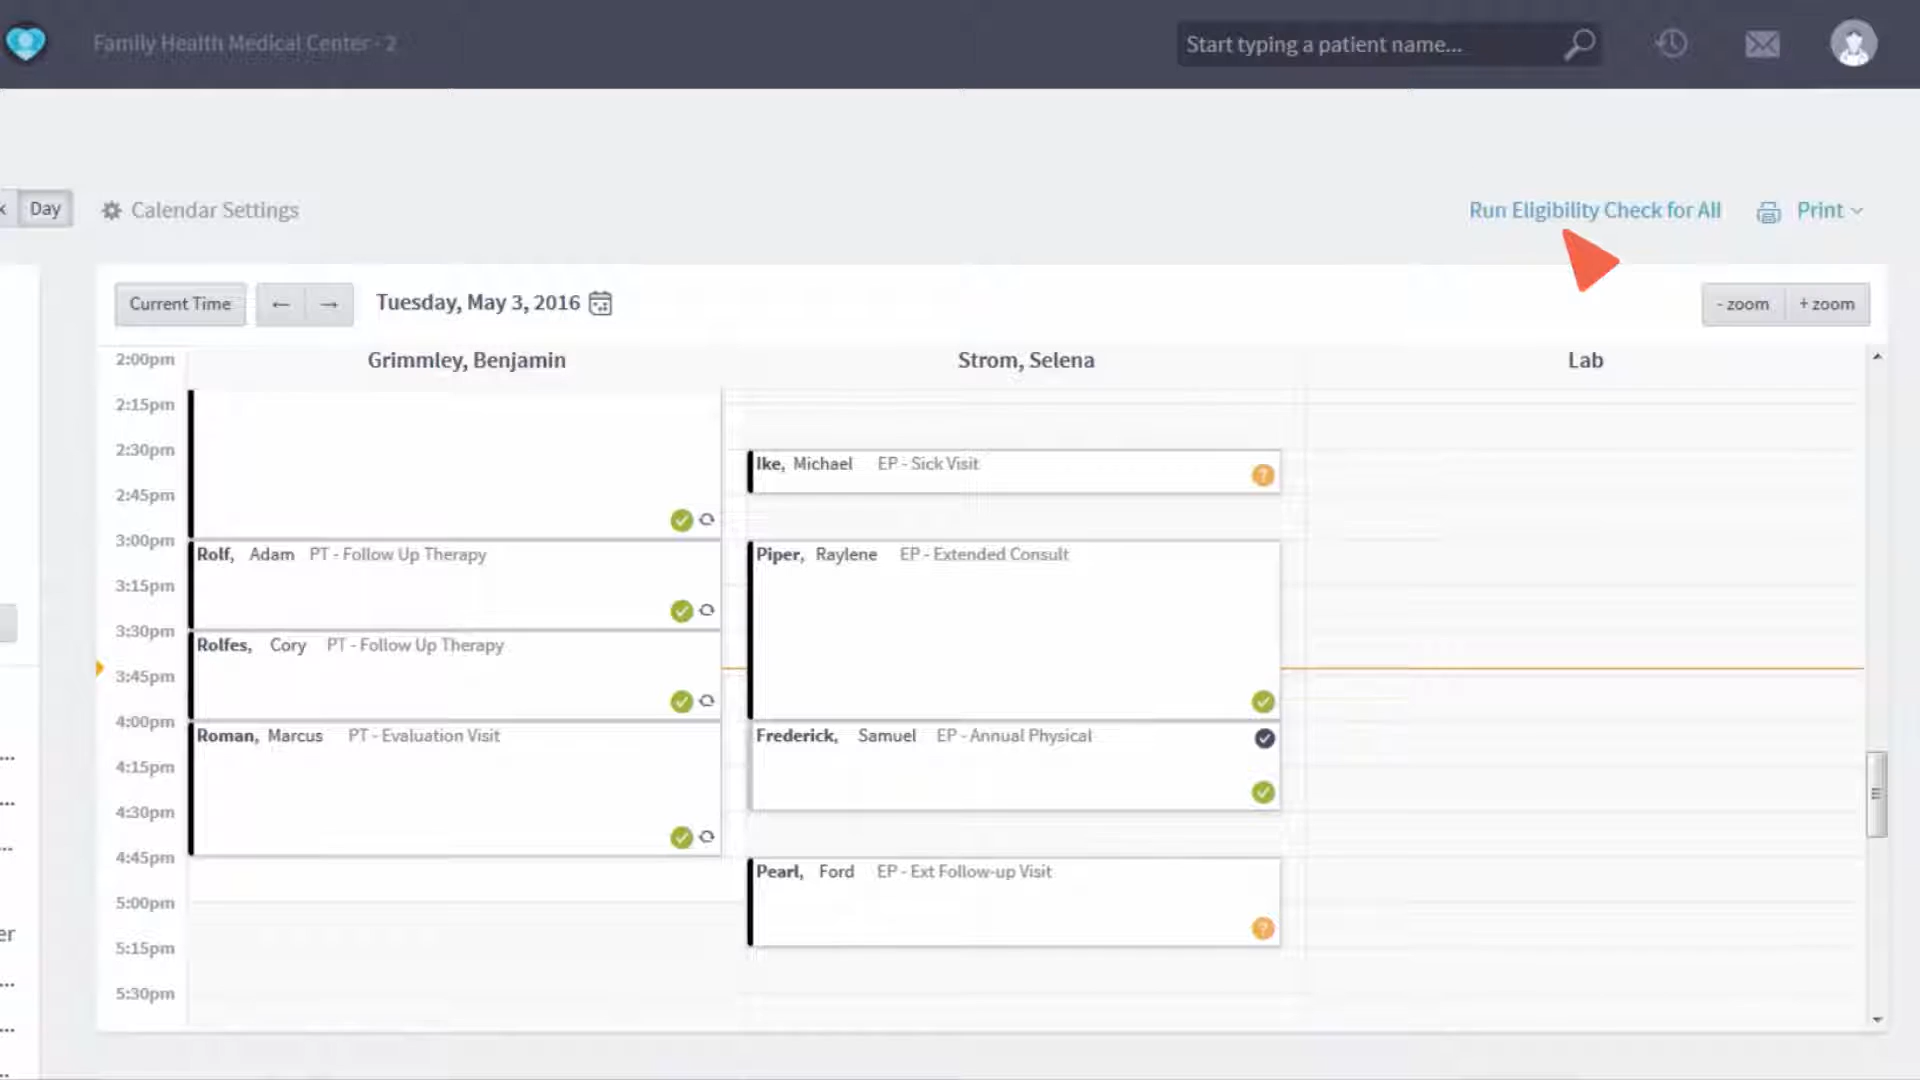 Family Health Medical Center - 2
Start typing a patient name...
Day
Calendar Settings
Run Eligibility Check for All
Print
Current Time
← →
Tuesday, May 3, 2016
- zoom
+ zoom
Grimmley, Benjamin
Strom, Selena
Lab
2:00pm
2:15pm
2:30pm
Ike, Michael EP - Sick Visit
?
2:45pm
3:00pm
Rolf, Adam PT - Follow Up Therapy
Piper, Raylene EP - Extended Consult
3:15pm
3:30pm
Rolfes, Cory PT - Follow Up Therapy
3:45pm
4:00pm
Roman, Marcus PT - Evaluation Visit
Frederick, Samuel EP - Annual Physical
4:15pm
4:30pm
4:45pm
Pearl, Ford EP - Ext Follow-up Visit
?
5:00pm
5:15pm
5:30pm
...
...
...
er
...
...
...